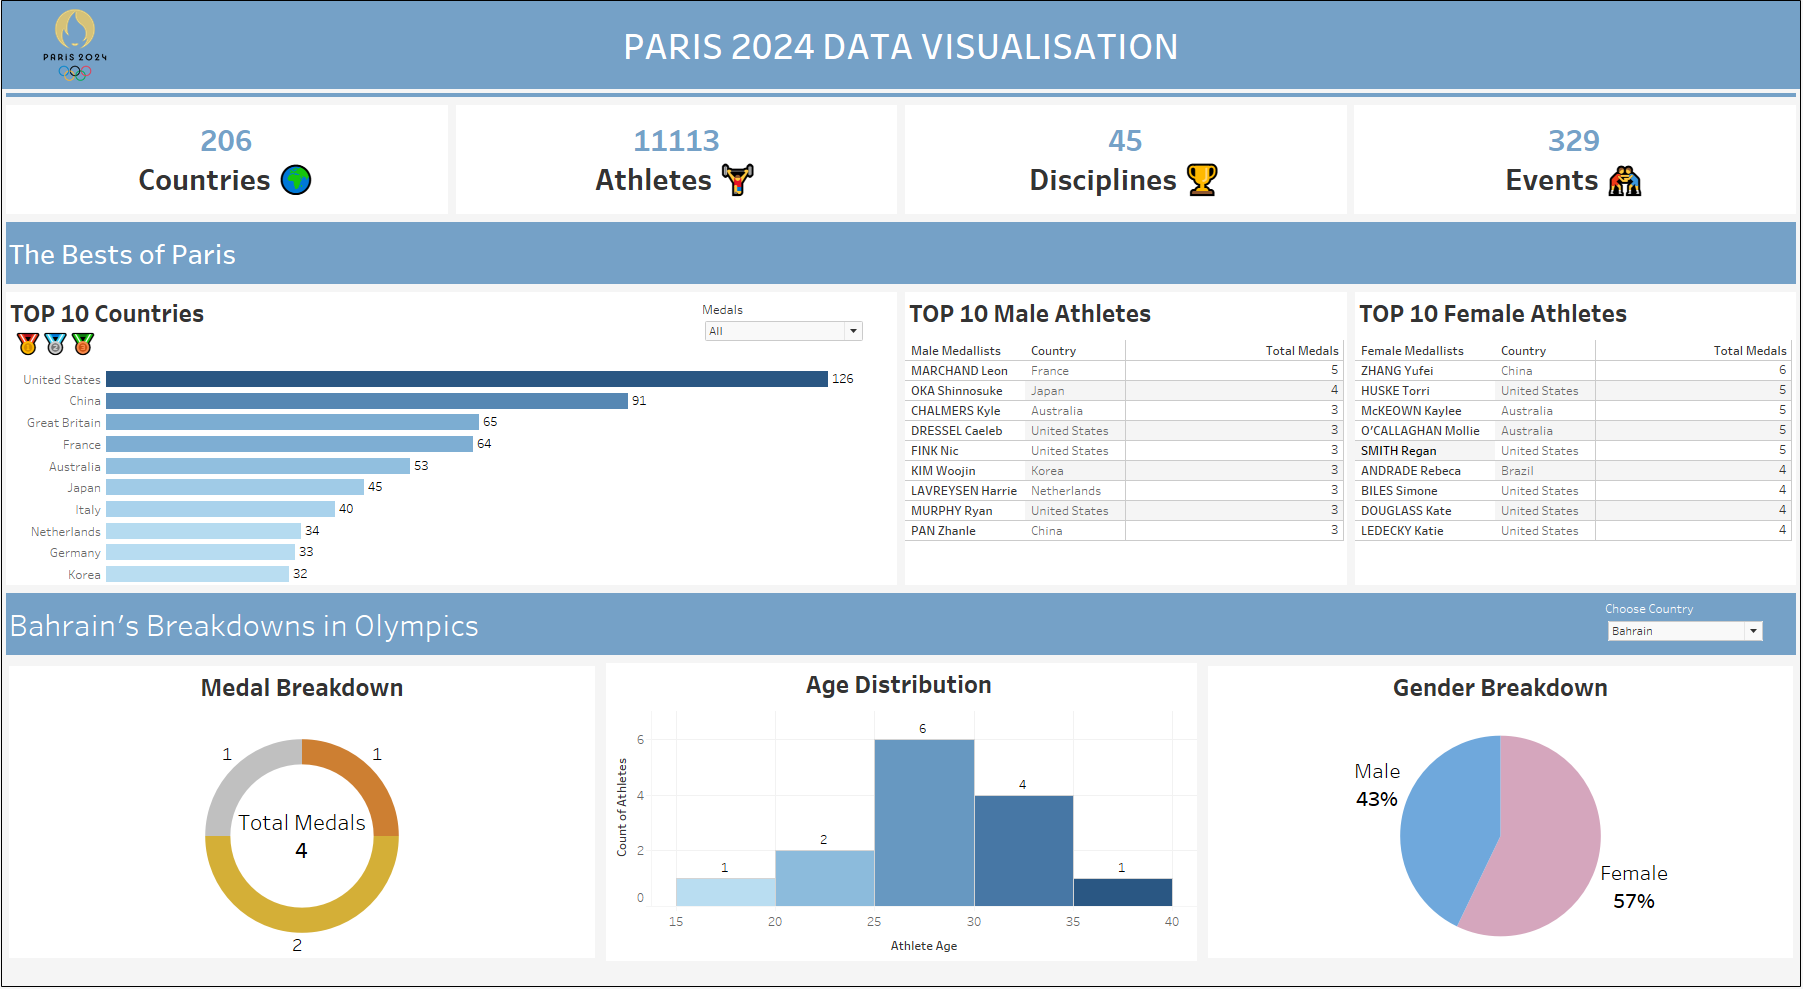 PARIS 2024
PARIS 2024 DATA VISUALISATION
206
Countries
11113
Athletes
45
Disciplines
329
Events
The Bests of Paris
TOP 10 Countries
Medals
All
United States 126
China 91
Great Britain 65
France 64
Australia 53
Japan 45
Italy 40
Netherlands 34
Germany 33
Korea 32
TOP 10 Male Athletes
Male Medallists Country Total Medals
MARCHAND Leon France 5
OKA Shinnosuke Japan 4
CHALMERS Kyle Australia 3
DRESSEL Caeleb United States 3
FINK Nic United States 3
KIM Woojin Korea 3
LAVREYSEN Harrie Netherlands 3
MURPHY Ryan United States 3
PAN Zhanle China 3
TOP 10 Female Athletes
Female Medallists Country Total Medals
ZHANG Yufei China 6
HUSKE Torri United States 5
McKEOWN Kaylee Australia 5
O'CALLAGHAN Mollie Australia 5
SMITH Regan United States 5
ANDRADE Rebeca Brazil 4
BILES Simone United States 4
DOUGLASS Kate United States 4
LEDECKY Katie United States 4
Bahrain's Breakdowns in Olympics
Choose Country
Bahrain
Medal Breakdown
1 1
Total Medals
4
2
Age Distribution
Count of Athletes
6
4
2
0
1 2 6 4 1
15 20 25 30 35 40
Athlete Age
Gender Breakdown
Male
43%
Female
57%